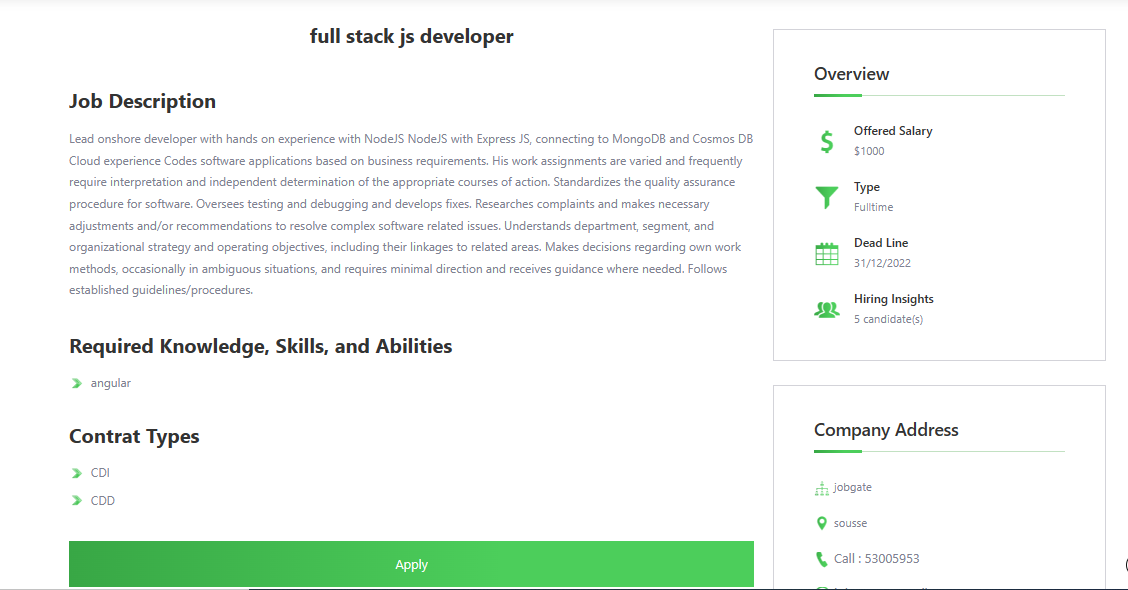 full stack js developer
Job Description
Lead onshore developer with hands on experience with NodeJS NodeJS with Express JS, connecting to MongoDB and Cosmos DB
Cloud experience Codes software applications based on business requirements. His work assignments are varied and frequently
require interpretation and independent determination of the appropriate courses of action. Standardizes the quality assurance
procedure for software. Oversees testing and debugging and develops fixes. Researches complaints and makes necessary
adjustments and/or recommendations to resolve complex software related issues. Understands department, segment, and
organizational strategy and operating objectives, including their linkages to related areas. Makes decisions regarding own work
methods, occasionally in ambiguous situations, and requires minimal direction and receives guidance where needed. Follows
established guidelines/procedures.
Required Knowledge, Skills, and Abilities
angular
Contrat Types
CDI
CDD
Apply
Overview
Offered Salary
$1000
Type
Fulltime
Dead Line
31/12/2022
Hiring Insights
5 candidate(s)
Company Address
jobgate
sousse
Call : 53005953